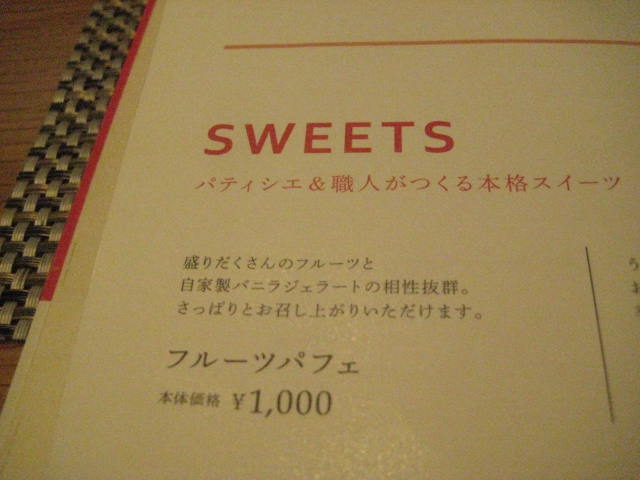 SWEETS
パティシエ&職人がつくる本格スイーツ
盛りだくさんのフルーツと
自家製バニラジェラートの相性抜群。
さっぱりとお召し上がりいただけます。
フルーツパフェ
本体価格 ¥1,000